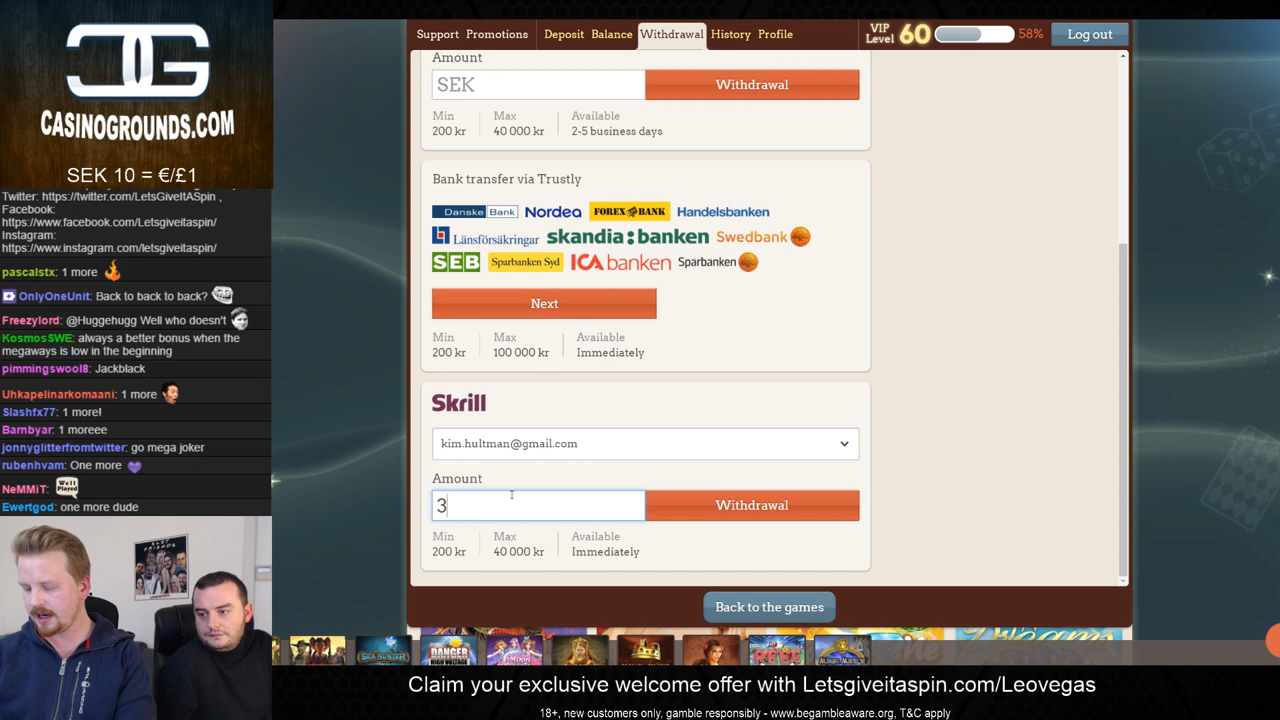 CASINOGROUNDS.COM
SEK 10 = €/£1
Twitter: https://twitter.com/LetsGiveItASpin ,
Facebook:
https://www.facebook.com/Letsgiveitaspin/
Instagram:
https://www.instagram.com/letsgiveitaspin/
pascalstx: 1 more
OnlyOneUnit: Back to back to back?
Freezylord: @Huggehugg Well who doesn't
KosmosSWE: always a better bonus when the
megaways is low in the beginning
pimmingswool8: Jackblack
Uhkapelinarkomaani: 1 more
Slashfx77: 1 more!
Barnbyar: 1 moreee
jonnyglitterfromtwitter: go mega joker
rubenhvam: One more
NeMMiT: Well Played
Ewertgod: one more dude
Support Promotions Deposit Balance Withdrawal History Profile
VIP Level 60 58% Log out
Amount
SEK Withdrawal
Min Max Available
200 kr 40 000 kr 2-5 business days
Bank transfer via Trustly
Danske Bank Nordea FOREX BANK Handelsbanken
Länsförsäkringar skandia:banken Swedbank
SEB Sparbanken Syd ICA banken Sparbanken
Next
Min Max Available
200 kr 100 000 kr Immediately
Skrill
kim.hultman@gmail.com
Amount
3 Withdrawal
Min Max Available
200 kr 40 000 kr Immediately
Back to the games
DANGER
HIGH VOLTAGE
Claim your exclusive welcome offer with Letsgiveitaspin.com/Leovegas
18+, new customers only, gamble responsibly - www.begambleaware.org, T&C apply